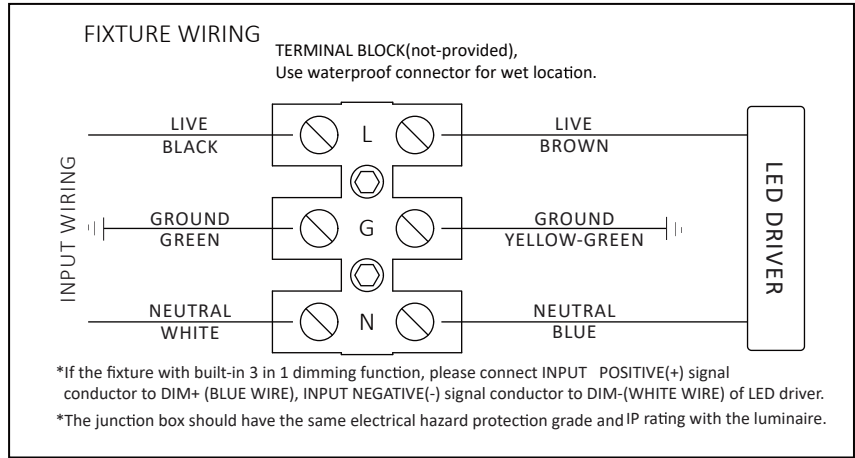 FIXTURE WIRING
TERMINAL BLOCK(not-provided),
Use waterproof connector for wet location.
INPUT WIRING
LIVE
BLACK
L
LIVE
BROWN
GROUND
GREEN
G
GROUND
YELLOW-GREEN
NEUTRAL
WHITE
N
NEUTRAL
BLUE
LED DRIVER
*If the fixture with built-in 3 in 1 dimming function, please connect INPUT POSITIVE(+) signal
conductor to DIM+ (BLUE WIRE), INPUT NEGATIVE(-) signal conductor to DIM-(WHITE WIRE) of LED driver.
*The junction box should have the same electrical hazard protection grade and IP rating with the luminaire.